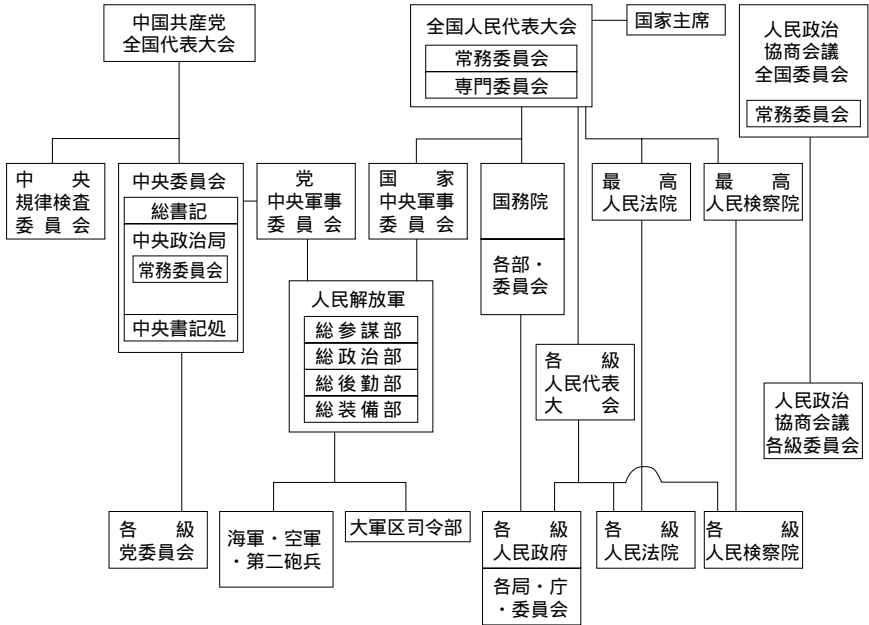 中国共産党
全国代表大会
全国人民代表大会
常務委員会
専門委員会
国家主席
人民政治
協商会議
全国委員会
常務委員会
中央
規律検査
委員会
中央委員会
総書記
中央政治局
常務委員会
中央書記処
党
中央軍事
委員会
国家
中央軍事
委員会
国務院
各部・
委員会
最高
人民法院
最高
人民検察院
人民解放軍
総参謀部
総政治部
総後勤部
総装備部
各級
人民代表
大会
人民政治
協商会議
各級委員会
各級
党委員会
海軍・空軍
・第二砲兵
大軍区司令部
各級
人民政府
各局・庁
・委員会
各級
人民法院
各級
人民検察院